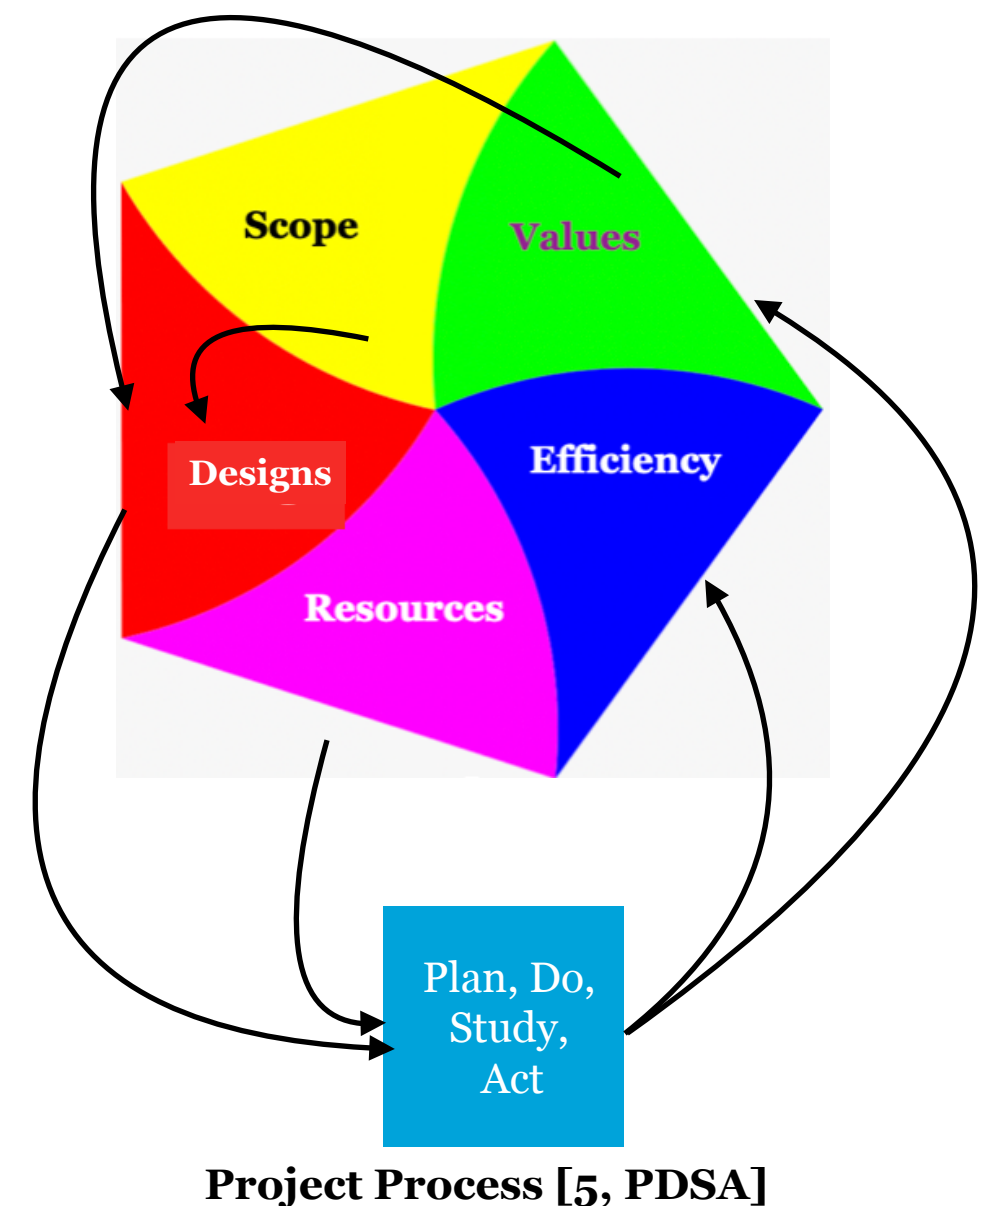 Scope
Values
Efficiency
Designs
Resources
Plan, Do,
Study,
Act
Project Process [5, PDSA]